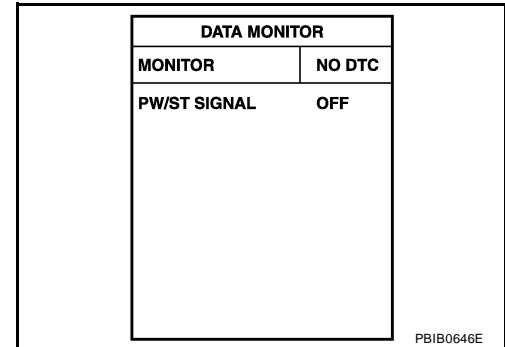 DATA MONITOR
MONITOR NO DTC
PW/ST SIGNAL OFF
PBIB0646E